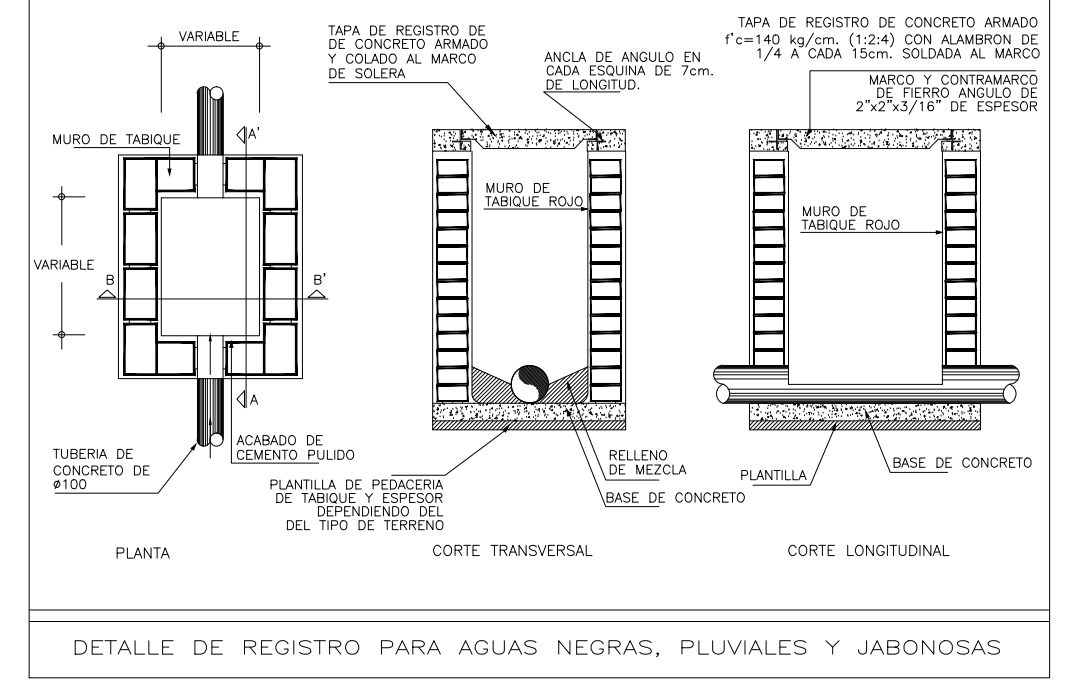 VARIABLE
MURO DE TABIQUE
A'
VARIABLE
B
B'
A
TUBERIA DE
CONCRETO DE
ø100
ACABADO DE
CEMENTO PULIDO
PLANTA
TAPA DE REGISTRO DE
DE CONCRETO ARMADO
Y COLADO AL MARCO
DE SOLERA
ANCLA DE ANGULO EN
CADA ESQUINA DE 7cm.
DE LONGITUD.
MURO DE
TABIQUE ROJO
PLANTILLA DE PEDACERIA
DE TABIQUE Y ESPESOR
DEPENDIENDO DEL
DEL TIPO DE TERRENO
RELLENO
DE MEZCLA
BASE DE CONCRETO
CORTE TRANSVERSAL
TAPA DE REGISTRO DE CONCRETO ARMADO
f'c=140 kg/cm. (1:2:4) CON ALAMBRON DE
1/4 A CADA 15cm. SOLDADA AL MARCO
MARCO Y CONTRAMARCO
DE FIERRO ANGULO DE
2"x2"x3/16" DE ESPESOR
MURO DE
TABIQUE ROJO
PLANTILLA
BASE DE CONCRETO
CORTE LONGITUDINAL
DETALLE DE REGISTRO PARA AGUAS NEGRAS, PLUVIALES Y JABONOSAS